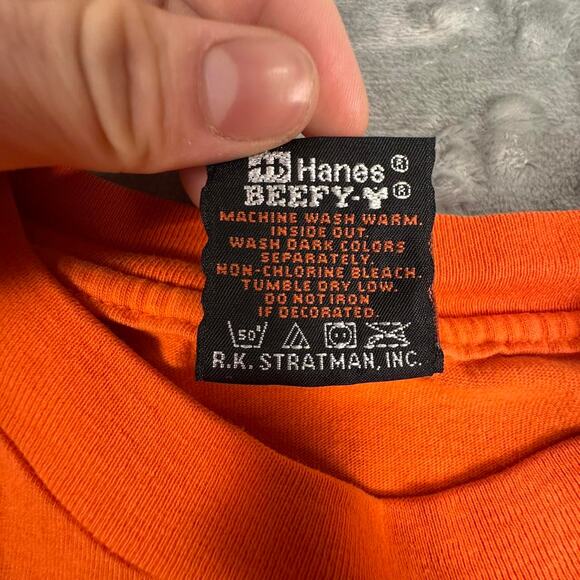 H Hanes®
BEEFY-Y®
MACHINE WASH WARM.
INSIDE OUT.
WASH DARK COLORS
SEPARATELY.
NON-CHLORINE BLEACH.
TUMBLE DRY LOW.
DO NOT IRON
IF DECORATED.
50°
R.K. STRATMAN, INC.